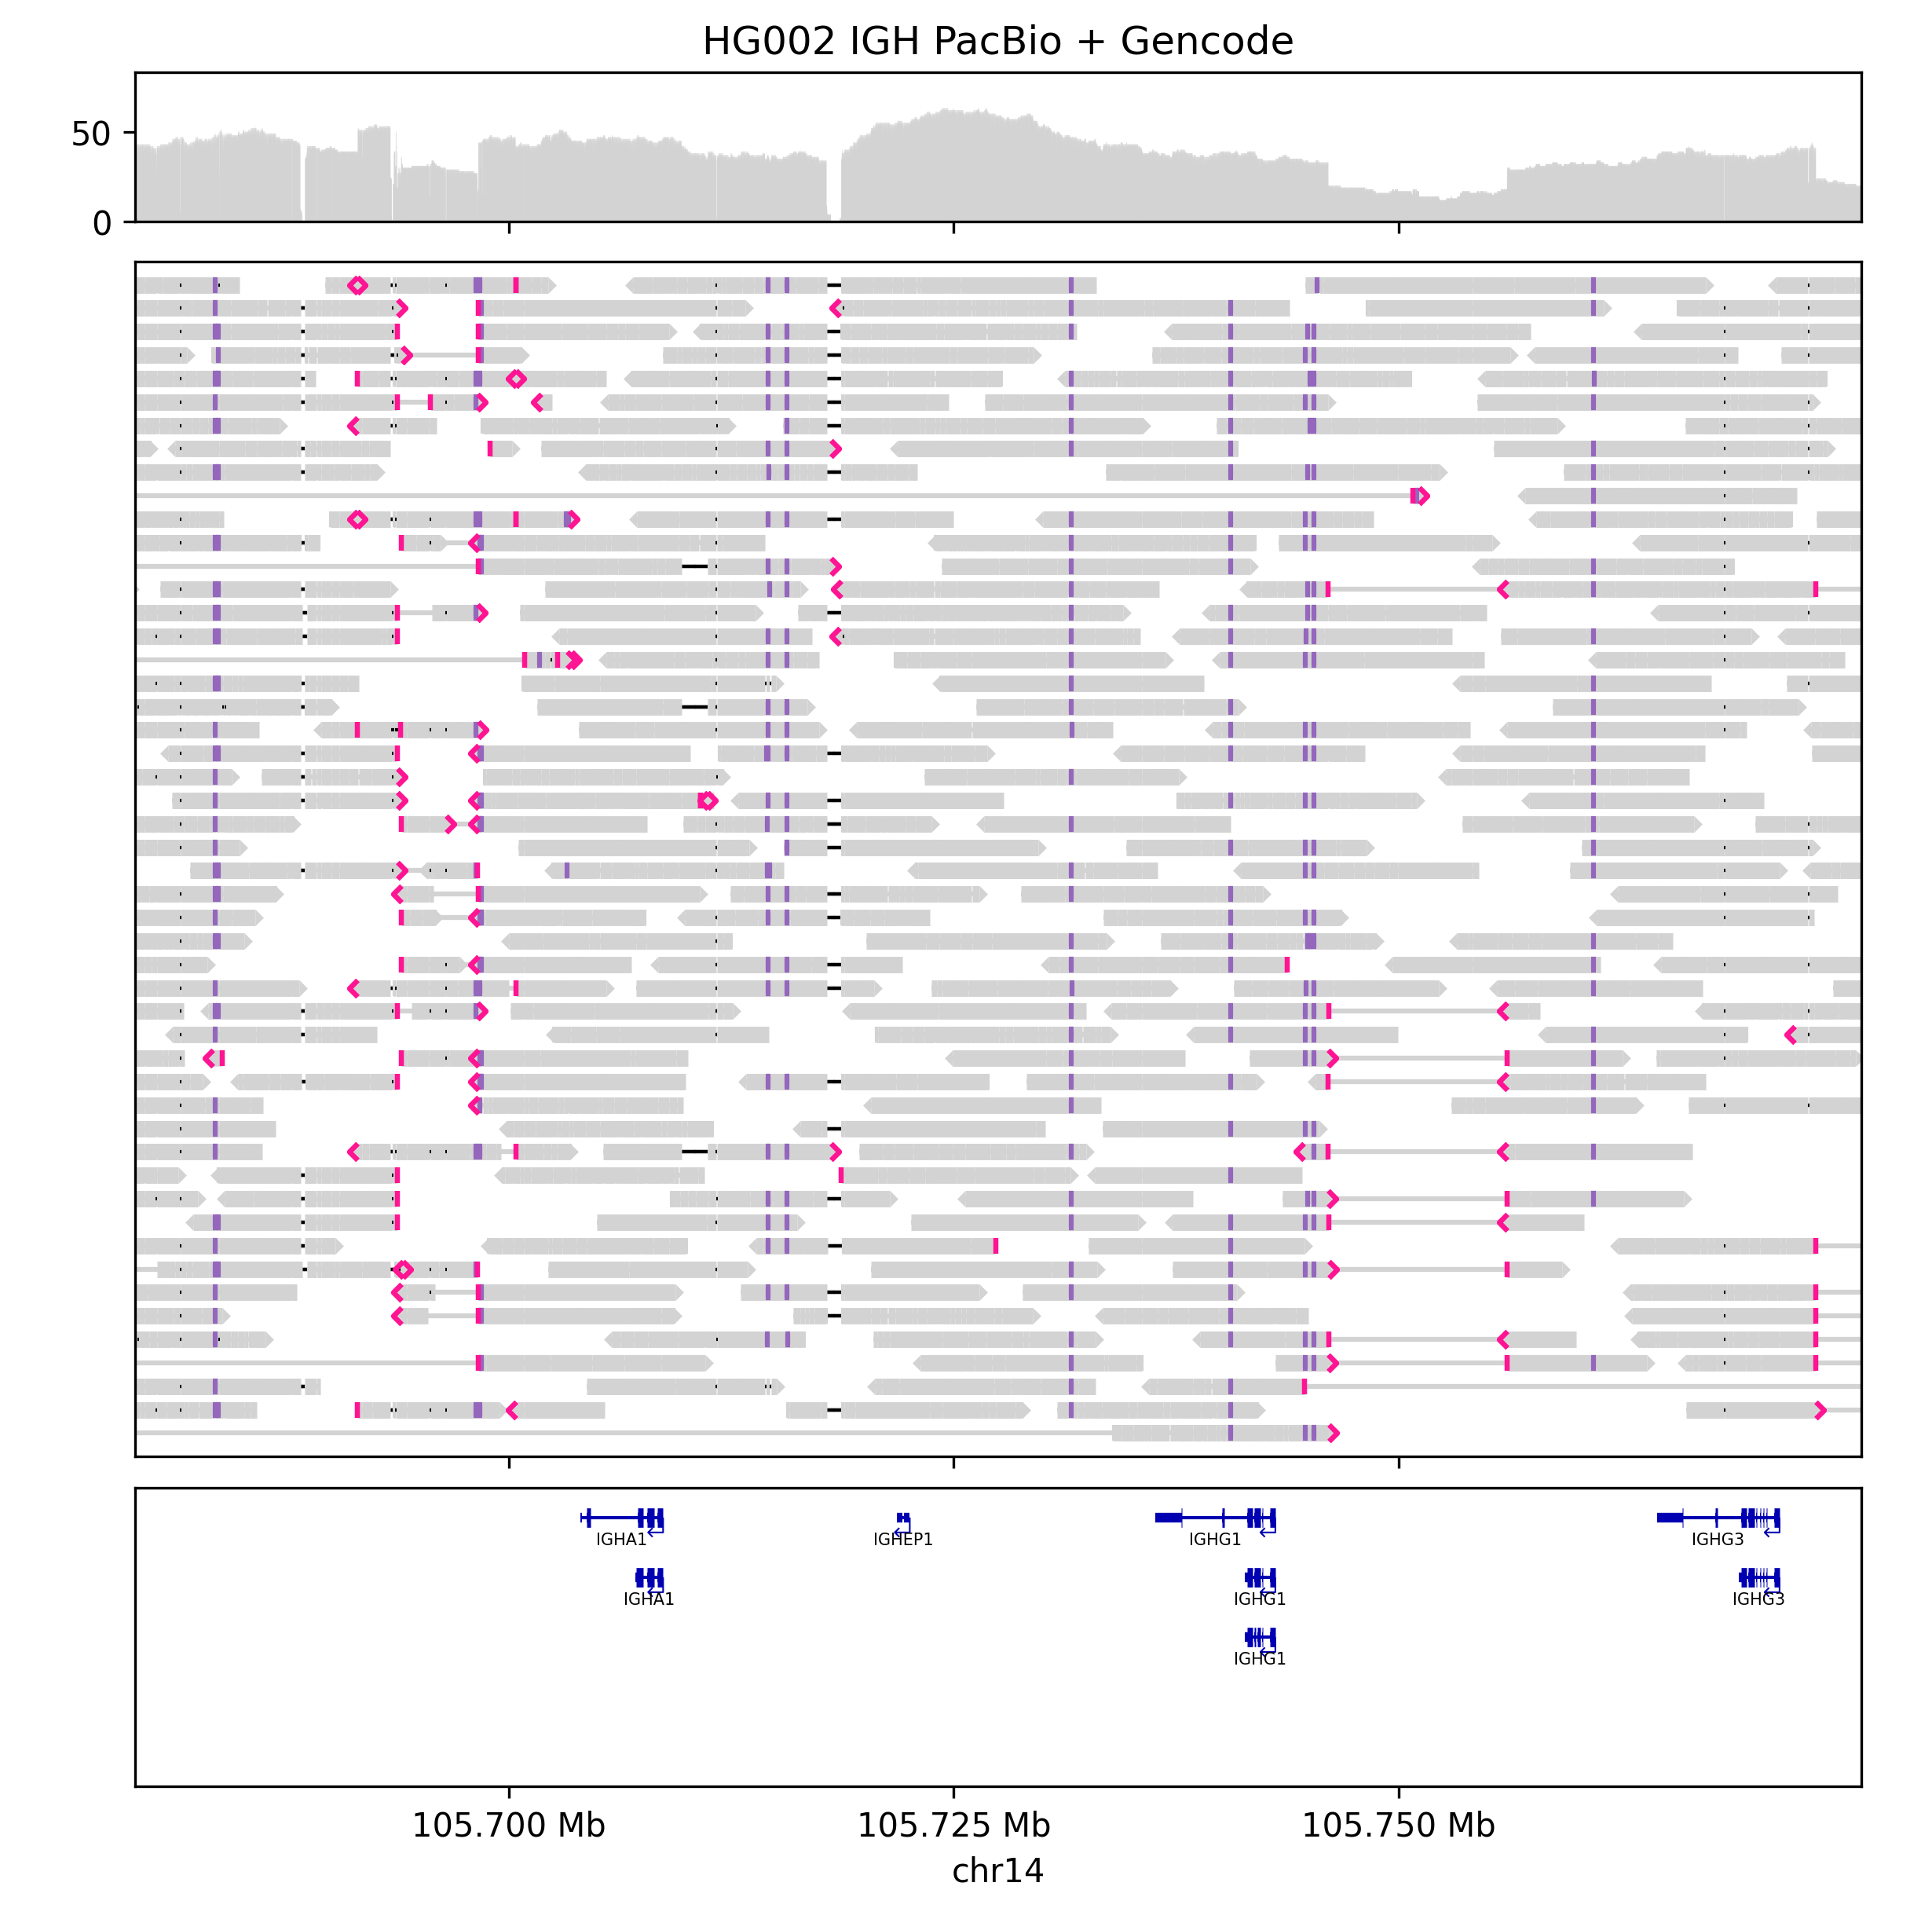 HG002 IGH PacBio + Gencode
50
0
IGHA1 IGHEP1 IGHG1 IGHG3
IGHA1 IGHG1 IGHG3
IGHG1
105.700 Mb 105.725 Mb 105.750 Mb
chr14